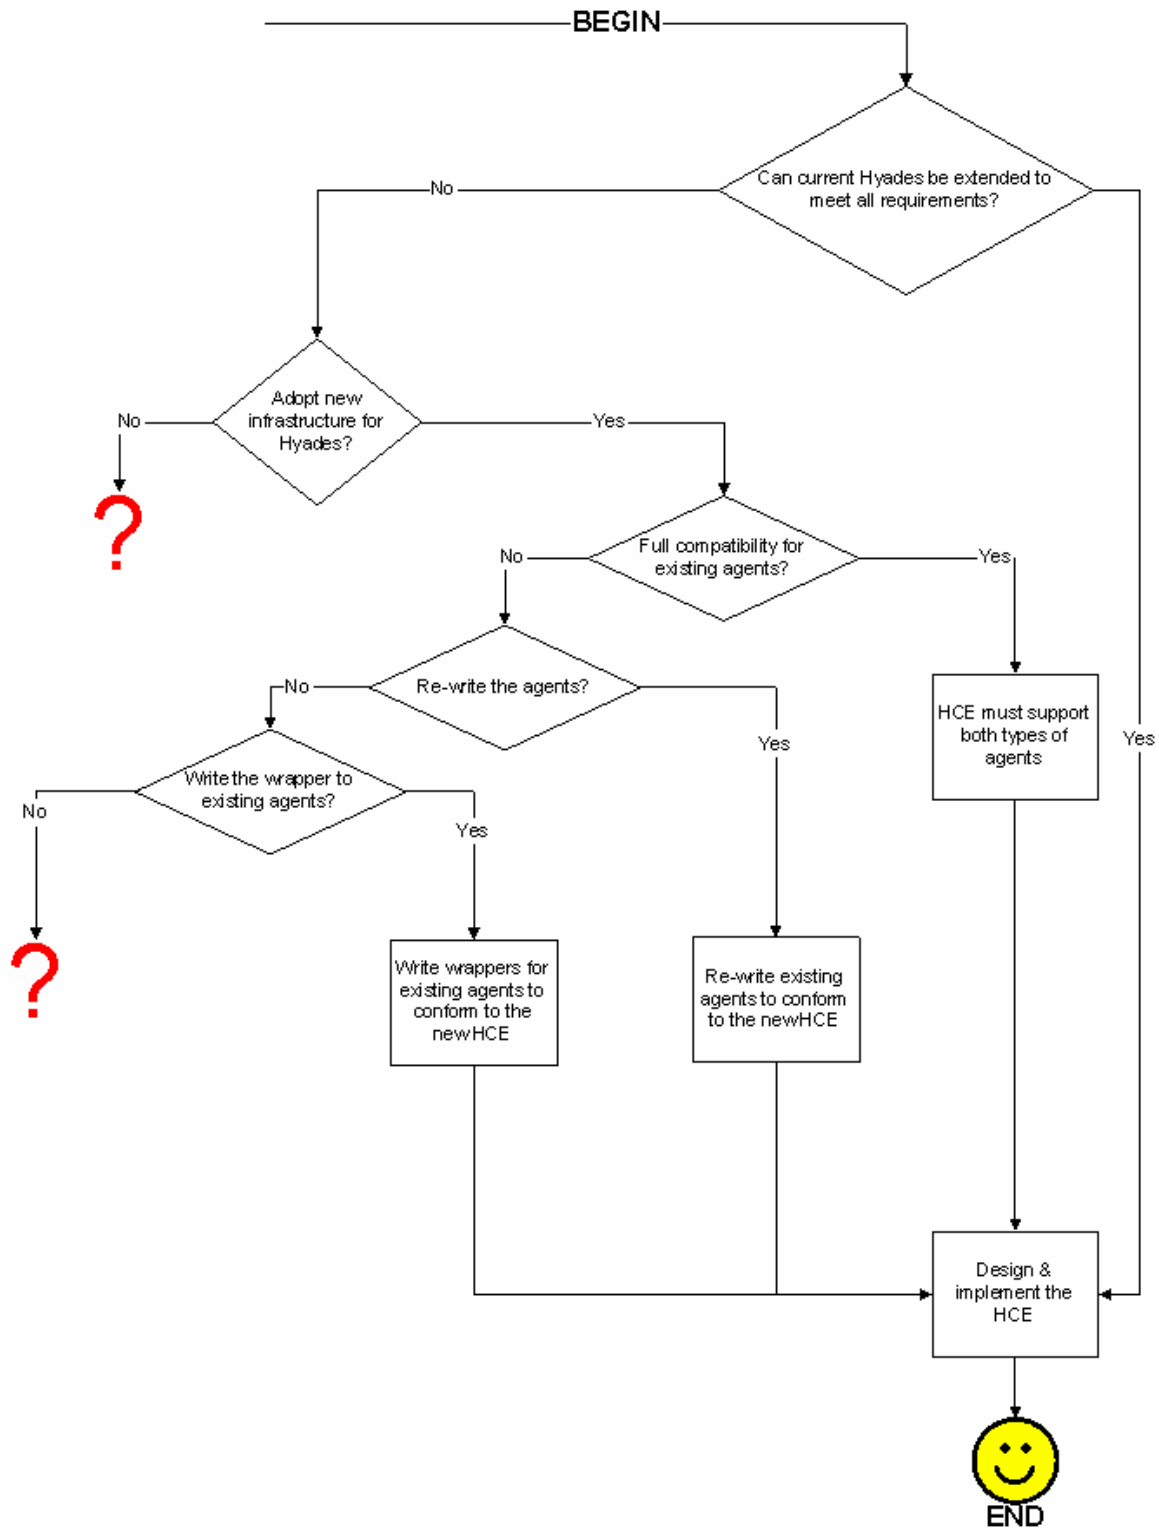 BEGIN
Can current Hyades be extended to
meet all requirements?
No
Adopt new
infrastructure for
Hyades?
No
Yes
?
Full compatibility for
existing agents?
No
Yes
Re-write the agents?
No
HCE must support
both types of
agents
Yes
Yes
Write the wrapper to
existing agents?
No
Yes
?
Write wrappers for
existing agents to
conform to the
new HCE
Re-write existing
agents to conform
to the new HCE
Design &
implement the
HCE
END